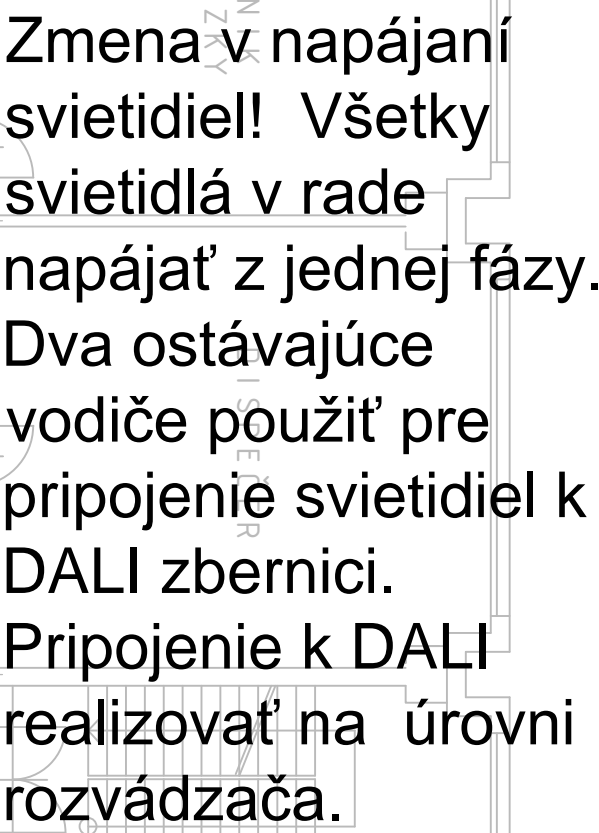 Zmena v napájaní
svietidiel!  Všetky
svietidlá v rade
napájať z jednej fázy.
Dva ostávajúce
vodiče použiť pre
pripojenie svietidiel k
DALI zbernici.
Pripojenie k DALI
realizovať na  úrovni
rozvádzača.
ZKY